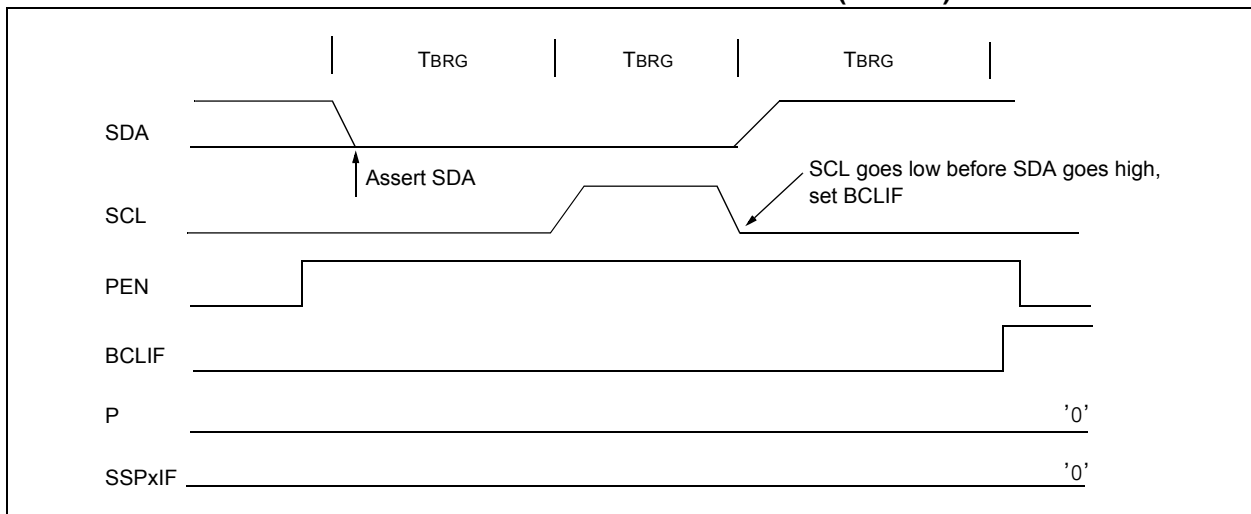 TBRG TBRG TBRG
SDA
Assert SDA
SCL goes low before SDA goes high,
set BCLIF
SCL
PEN
BCLIF
P '0'
SSPxIF '0'